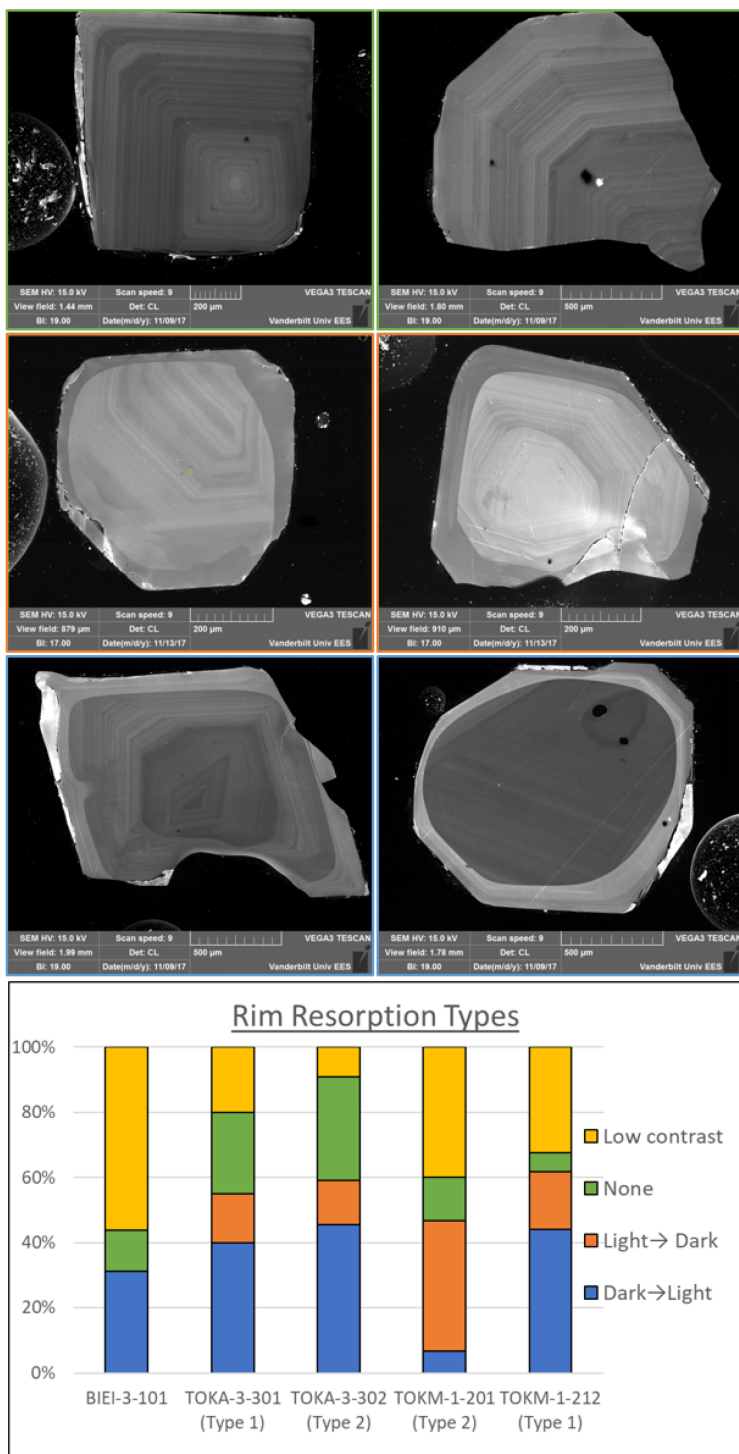 SEM HV: 15.0 kV Scan speed: 9 VEGA3 TESCAN
View field: 1.44 mm Det: CL 200 µm
BI: 19.00 Date(m/d/y): 11/09/17 Vanderbilt Univ EES
SEM HV: 15.0 kV Scan speed: 9 VEGA3 TESCAN
View field: 1.80 mm Det: CL 500 µm
BI: 19.00 Date(m/d/y): 11/09/17 Vanderbilt Univ EES
SEM HV: 15.0 kV Scan speed: 9 VEGA3 TESCAN
View field: 879 µm Det: CL 200 µm
BI: 17.00 Date(m/d/y): 11/13/17 Vanderbilt Univ EES
SEM HV: 15.0 kV Scan speed: 9 VEGA3 TESCAN
View field: 910 µm Det: CL 200 µm
BI: 17.00 Date(m/d/y): 11/13/17 Vanderbilt Univ EES
SEM HV: 15.0 kV Scan speed: 9 VEGA3 TESCAN
View field: 1.99 mm Det: CL 500 µm
BI: 19.00 Date(m/d/y): 11/09/17 Vanderbilt Univ EES
SEM HV: 15.0 kV Scan speed: 9 VEGA3 TESCAN
View field: 1.78 mm Det: CL 500 µm
BI: 19.00 Date(m/d/y): 11/09/17 Vanderbilt Univ EES
Rim Resorption Types
100%
80%
60%
40%
20%
0%
Low contrast
None
Light→ Dark
Dark→Light
BIEI-3-101
TOKA-3-301
(Type 1)
TOKA-3-302
(Type 2)
TOKM-1-201
(Type 2)
TOKM-1-212
(Type 1)